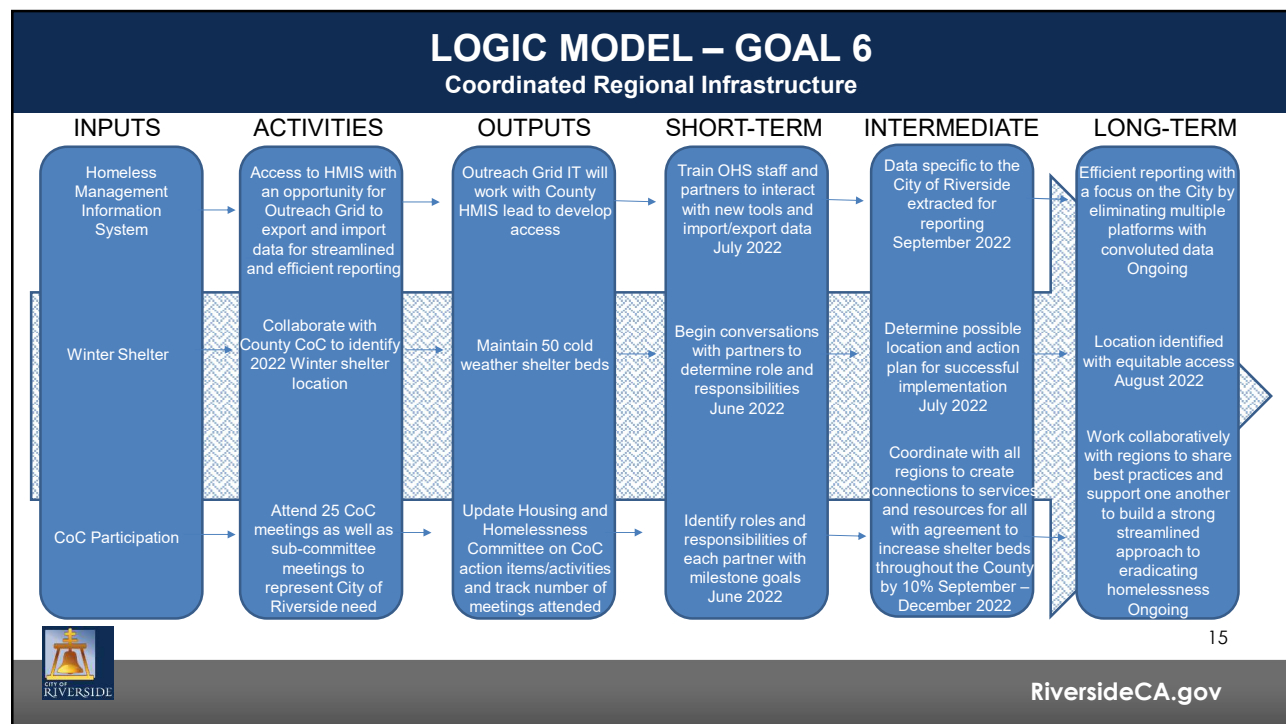 LOGIC MODEL – GOAL 6
Coordinated Regional Infrastructure
INPUTS
Homeless
Management
Information
System
Winter Shelter
CoC Participation
ACTIVITIES
Access to HMIS with
an opportunity for
Outreach Grid to
export and import
data for streamlined
and efficient reporting
Collaborate with
County CoC to identify
2022 Winter shelter
location
Attend 25 CoC
meetings as well as
sub-committee
meetings to
represent City of
Riverside need
OUTPUTS
Outreach Grid IT will
work with County
HMIS lead to develop
access
Maintain 50 cold
weather shelter beds
Update Housing and
Homelessness
Committee on CoC
action items/activities
and track number of
meetings attended
SHORT-TERM
Train OHS staff and
partners to interact
with new tools and
import/export data
July 2022
Begin conversations
with partners to
determine role and
responsibilities
June 2022
Identify roles and
responsibilities of
each partner with
milestone goals
June 2022
INTERMEDIATE
Data specific to the
City of Riverside
extracted for
reporting
September 2022
Determine possible
location and action
plan for successful
implementation
July 2022
Coordinate with all
regions to create
connections to services
and resources for all
with agreement to
increase shelter beds
throughout the County
by 10% September –
December 2022
LONG-TERM
Efficient reporting with
a focus on the City by
eliminating multiple
platforms with
convoluted data
Ongoing
Location identified
with equitable access
August 2022
Work collaboratively
with regions to share
best practices and
support one another
to build a strong
streamlined
approach to
eradicating
homelessness
Ongoing
15
CITY OF
RIVERSIDE
RiversideCA.gov